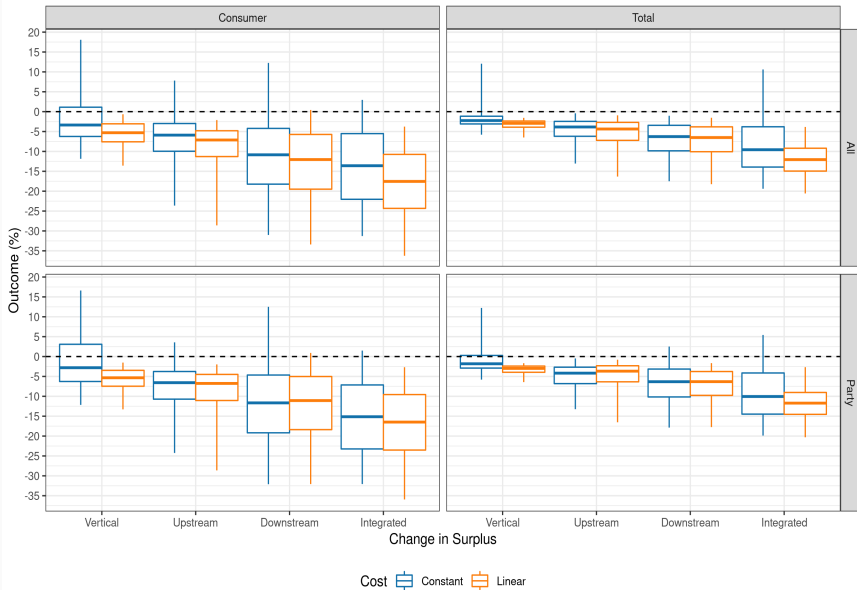 Consumer
Total
20
15
10
5
0
-5
-10
-15
-20
-25
-30
-35
All
20
15
10
5
0
-5
-10
-15
-20
-25
-30
-35
Party
Outcome (%)
Vertical Upstream Downstream Integrated
Vertical Upstream Downstream Integrated
Change in Surplus
Cost Constant Linear